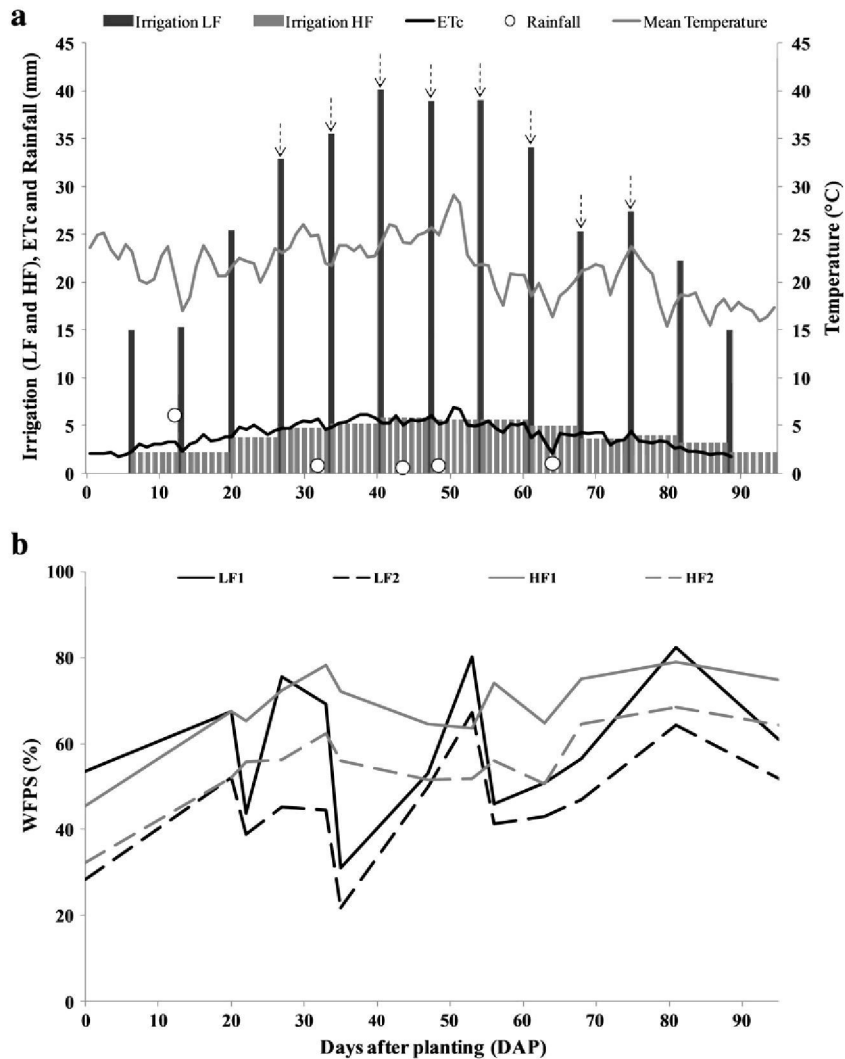 a
Irrigation LF Irrigation HF ETc Rainfall Mean Temperature
Irrigation (LF and HF), ETc and Rainfall (mm)
45
40
35
30
25
20
15
10
5
0
45
40
35
30
25
20
15
10
5
0
Temperature (°C)
0 10 20 30 40 50 60 70 80 90
b
LF1 LF2 HF1 HF2
WFPS (%)
100
80
60
40
20
0
0 10 20 30 40 50 60 70 80 90
Days after planting (DAP)